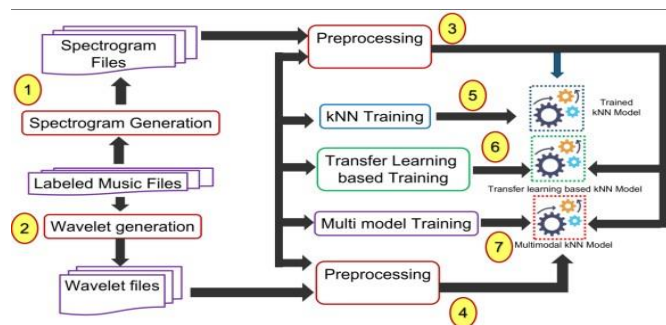 Spectrogram
Files
1
Spectrogram Generation
Labeled Music Files
2
Wavelet generation
Wavelet files
Preprocessing
3
kNN Training
5
Trained
kNN Model
Transfer Learning
based Training
6
Transfer learning based kNN Model
Multi model Training
7
Multimodal kNN Model
Preprocessing
4